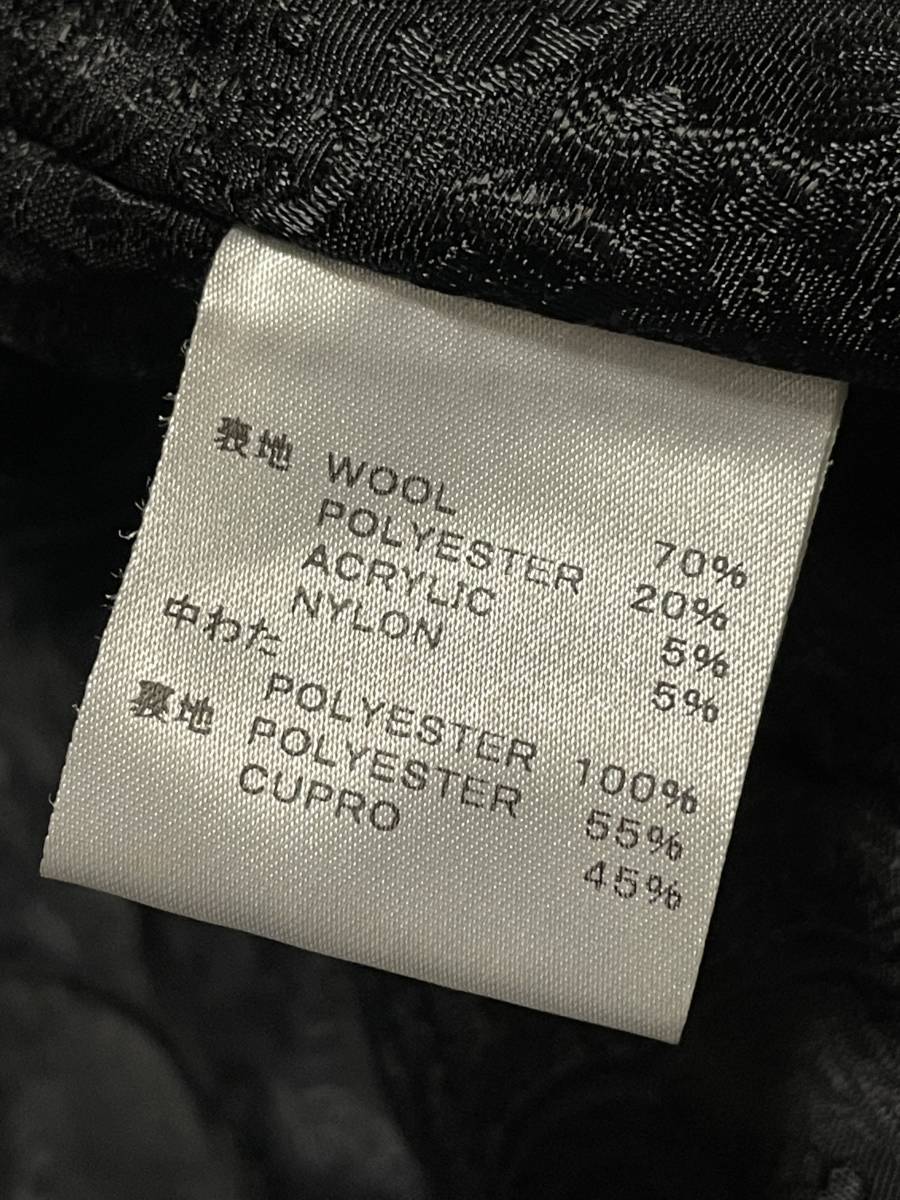 表地 WOOL 70%
POLYESTER 20%
ACRYLIC 5%
NYLON 5%
中わた
POLYESTER 100%
裏地 POLYESTER 55%
CUPRO 45%